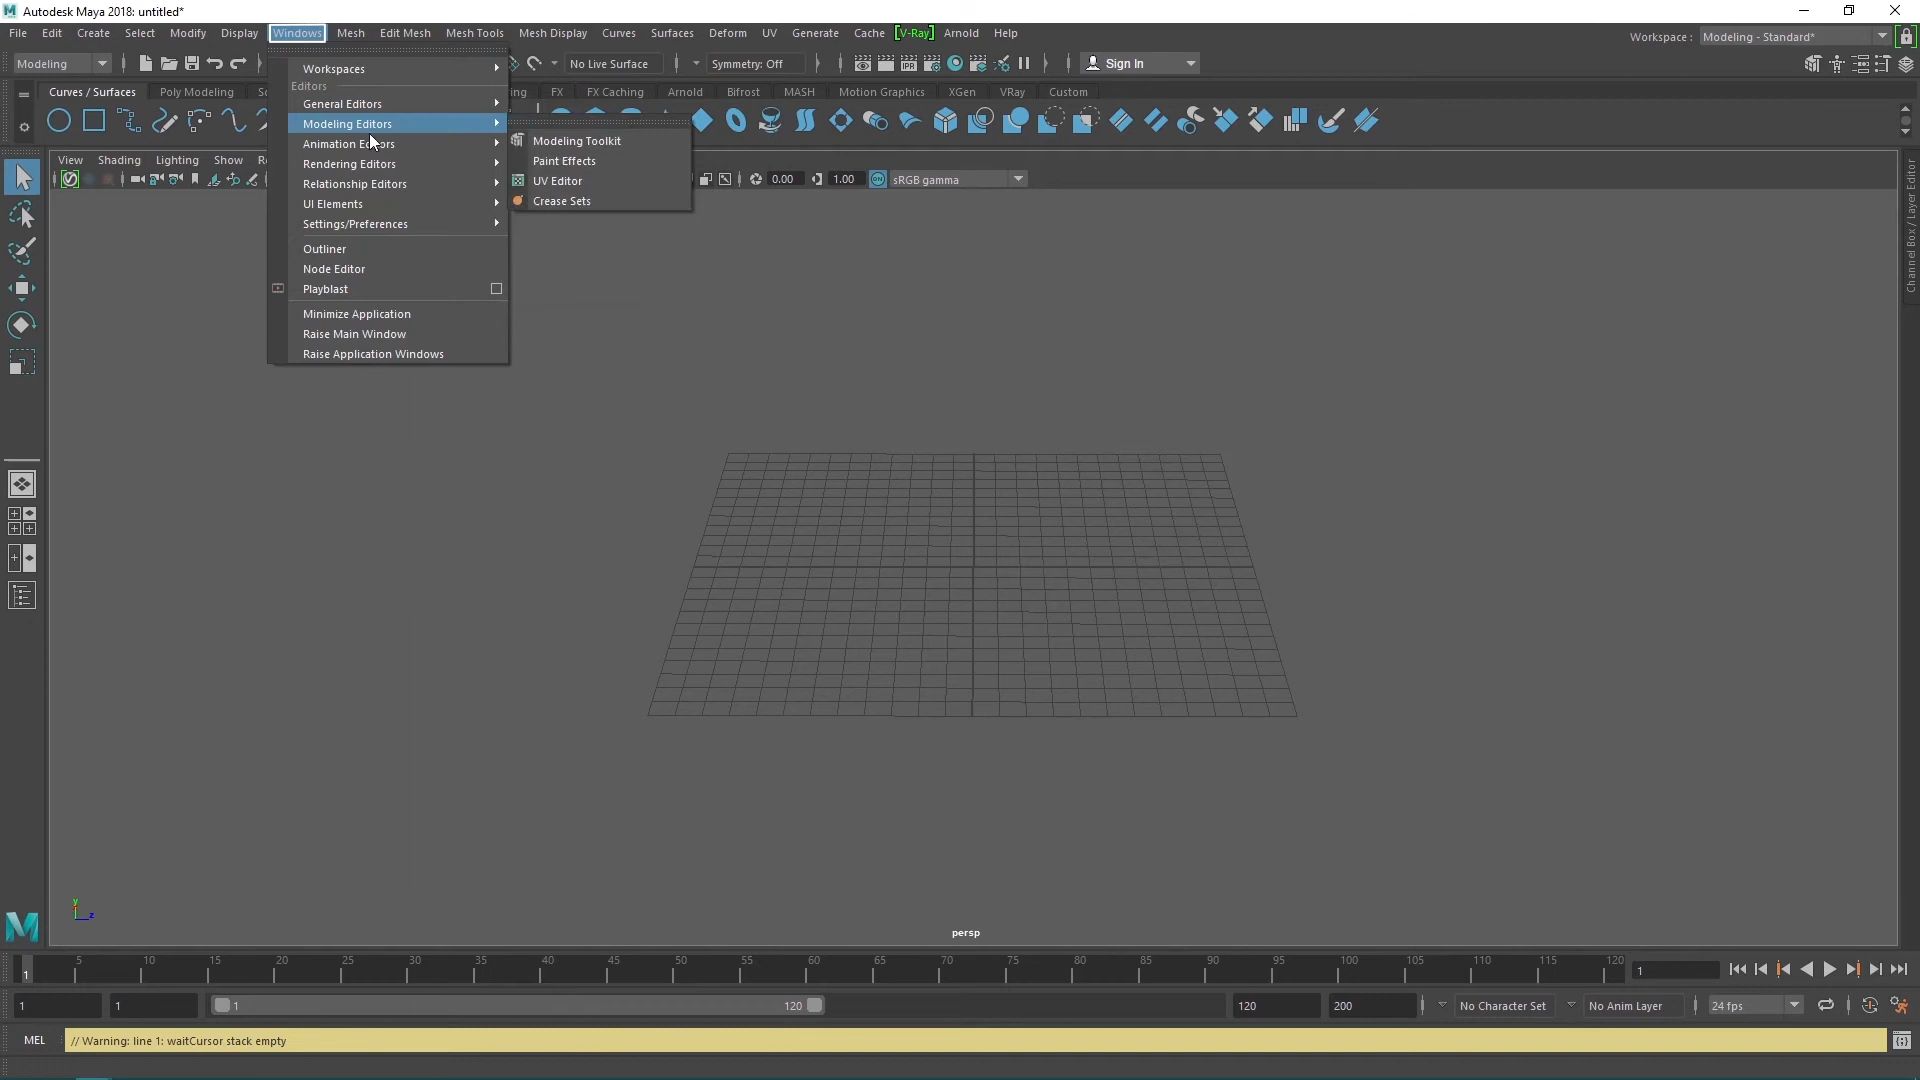 Autodesk Maya 2018: untitled*
File Edit Create Select Modify Display Windows Mesh Edit Mesh Mesh Tools Mesh Display Curves Surfaces Deform UV Generate Cache [V-Ray] Arnold Help
Workspace : Modeling - Standard*
Modeling No Live Surface Symmetry: Off IPR Sign In
Curves / Surfaces Poly Modeling FX FX Caching Arnold Bifrost MASH Motion Graphics XGen VRay Custom
View Shading Lighting Show
0.00 1.00 ON sRGB gamma
Workspaces
Editors
General Editors
Modeling Editors
Animation Editors
Rendering Editors
Relationship Editors
UI Elements
Settings/Preferences
Outliner
Node Editor
Playblast
Minimize Application
Raise Main Window
Raise Application Windows
Modeling Toolkit
Paint Effects
UV Editor
Crease Sets
Channel Box / Layer Editor
y
z
persp
5 10 15 20 25 30 35 40 45 50 55 60 65 70 75 80 85 90 95 100 105 110 115 120
1 1
1 1 1 120 120 200 No Character Set No Anim Layer 24 fps
MEL // Warning: line 1: waitCursor stack empty